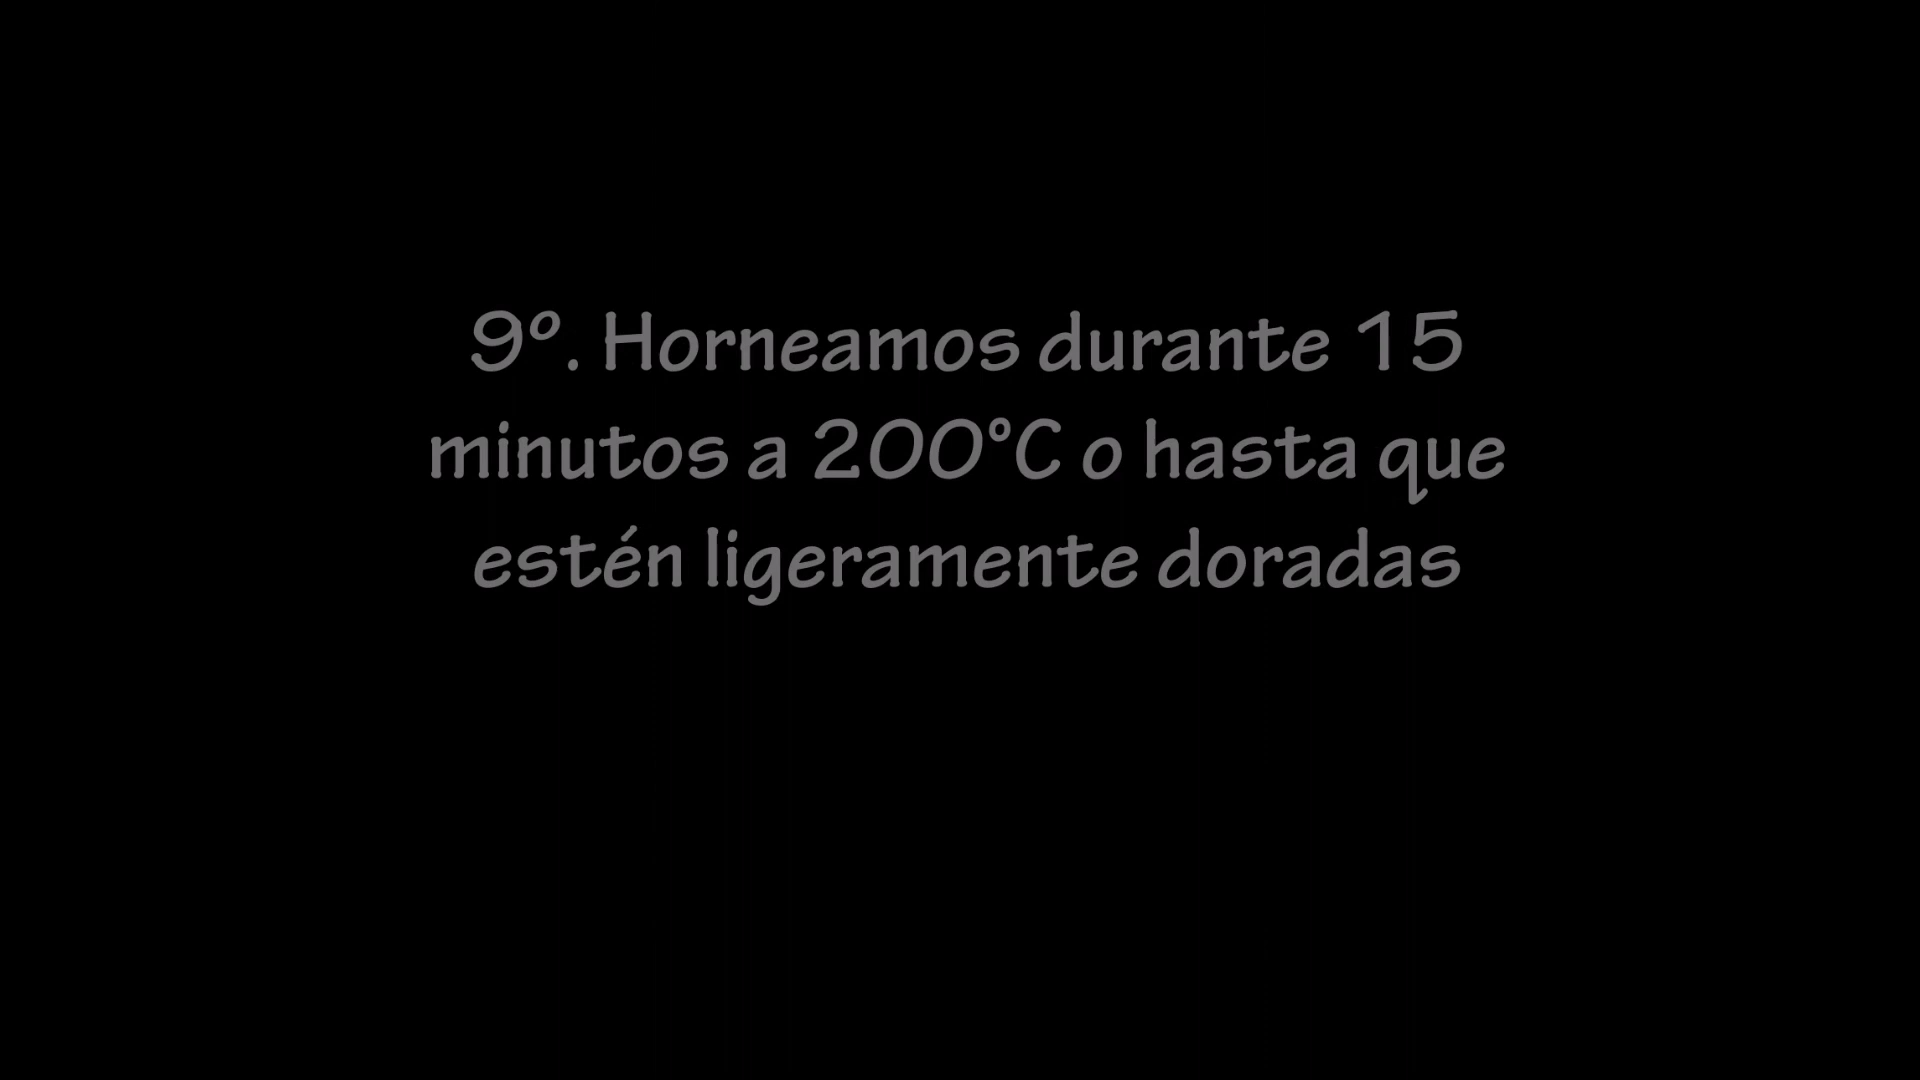 9º. Horneamos durante 15
minutos a 200°C o hasta que
estén ligeramente doradas